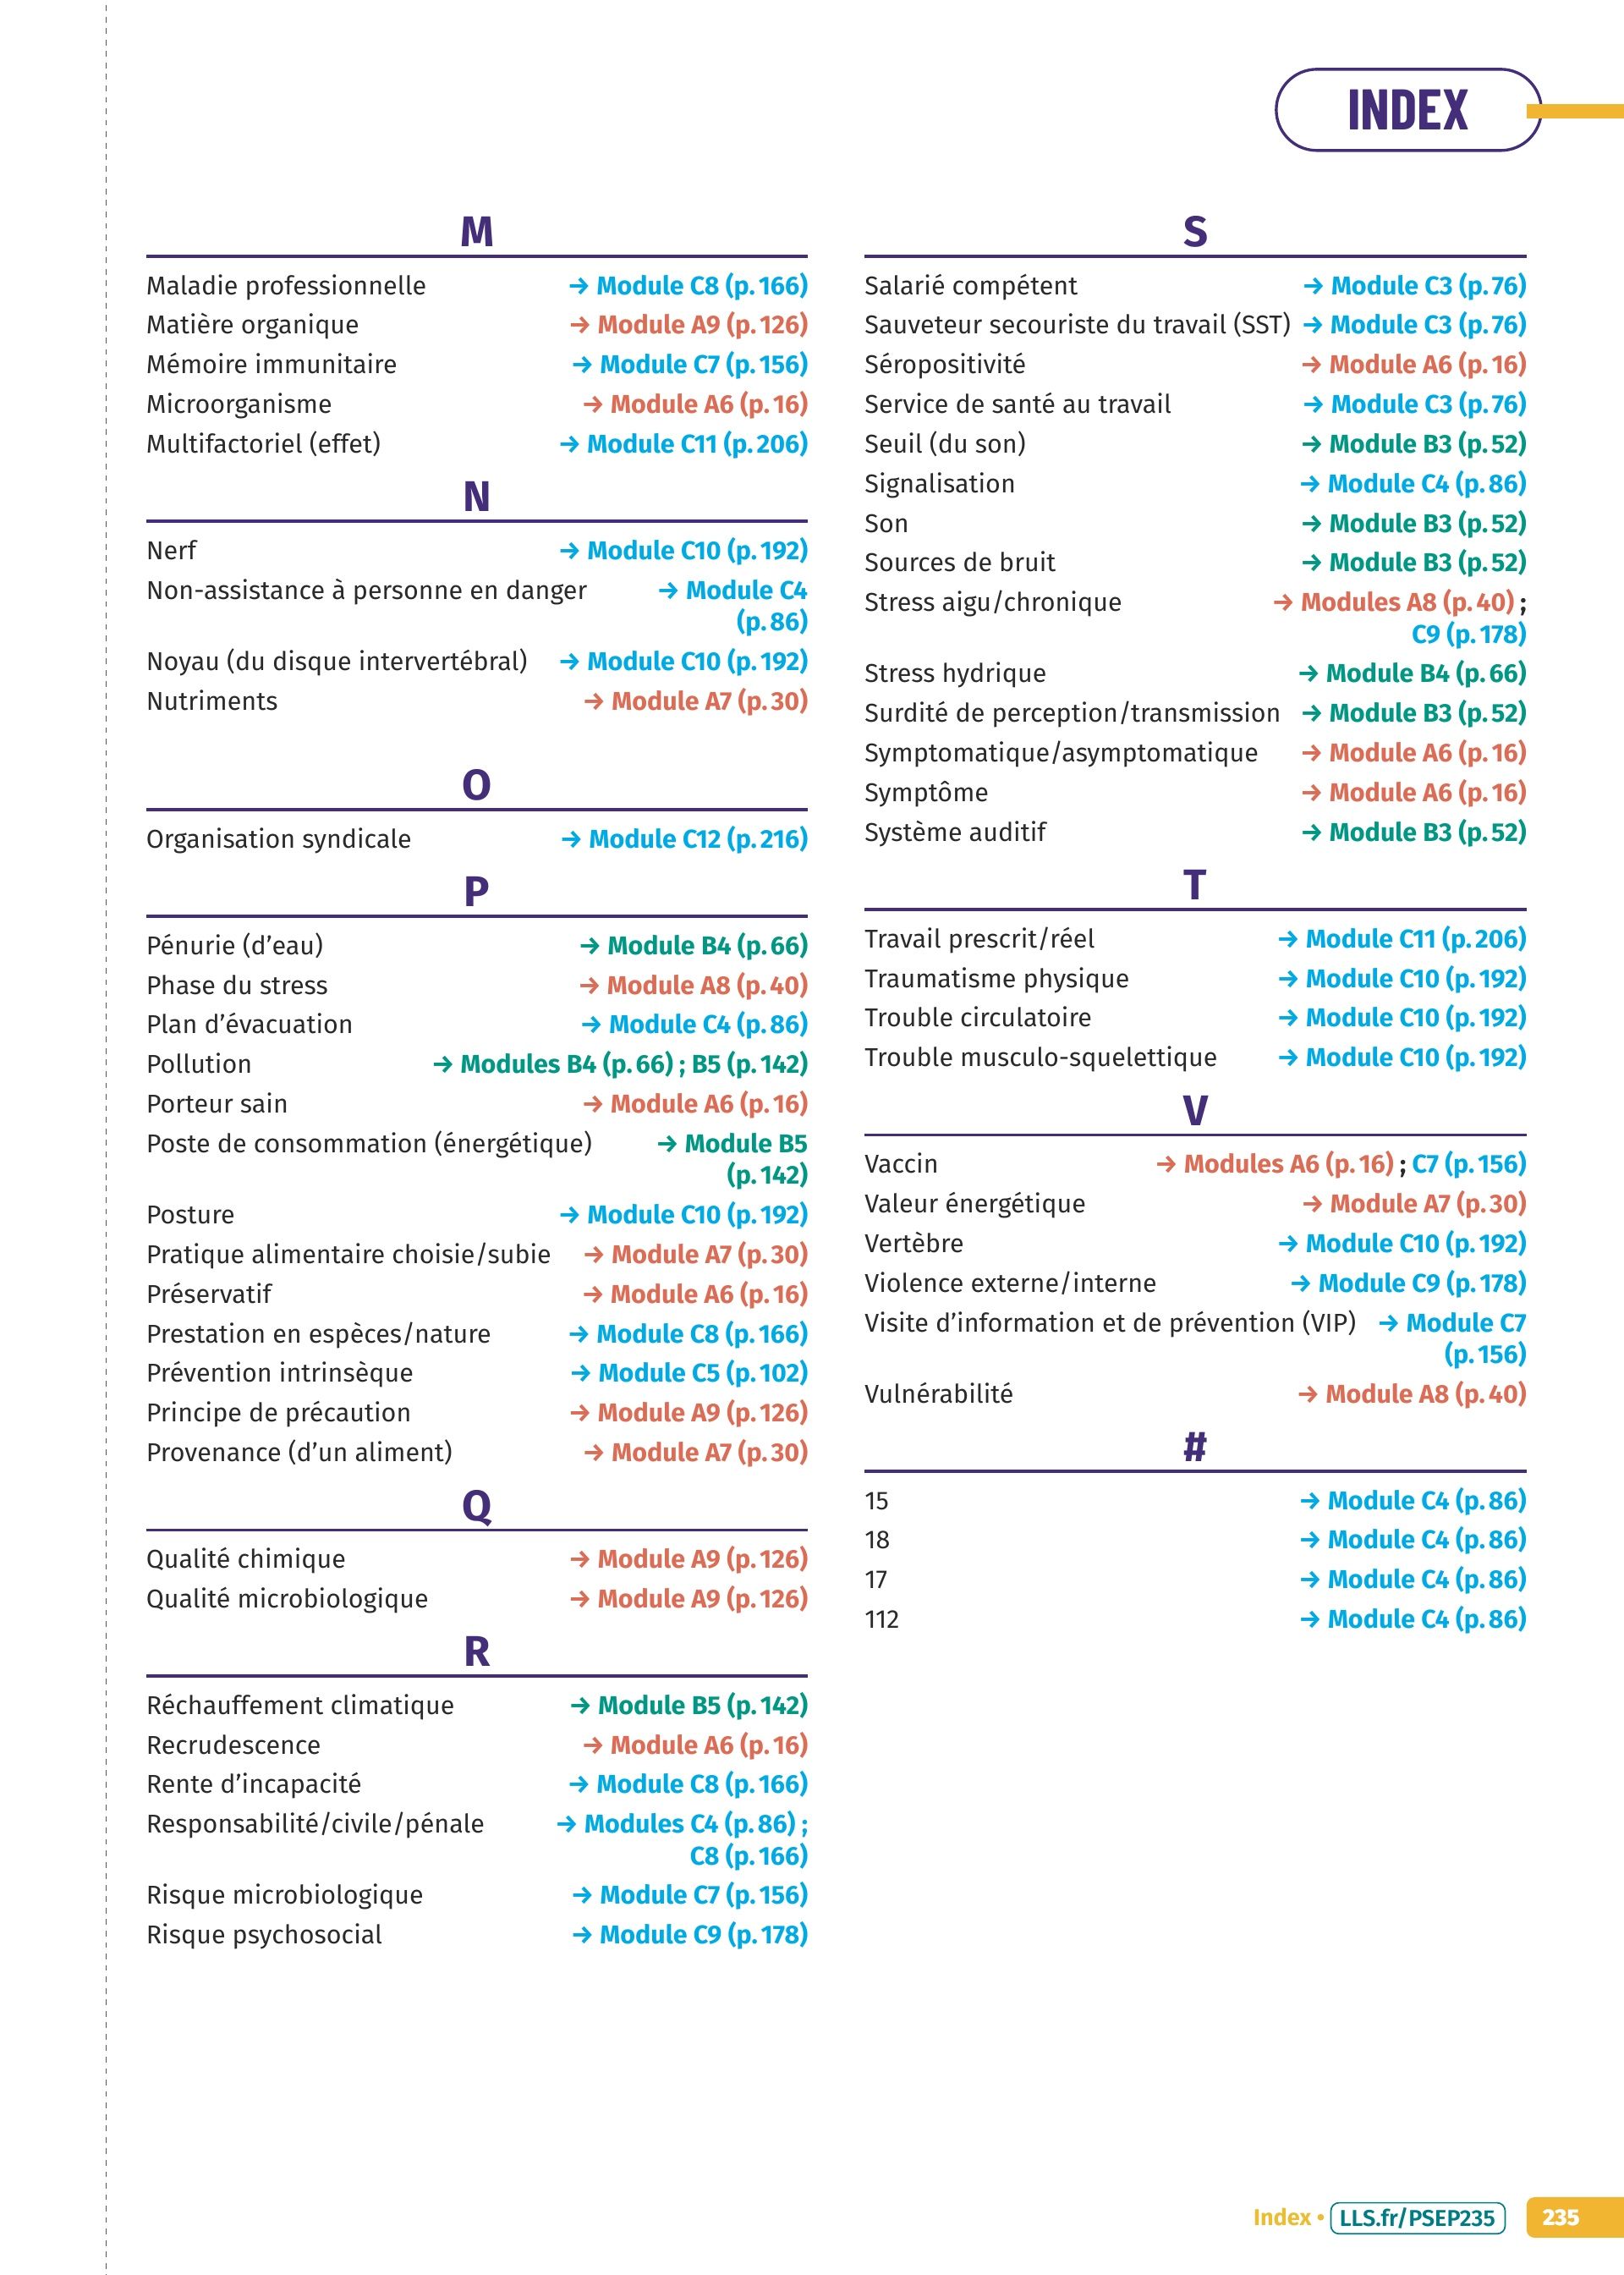 INDEX
M
Maladie professionnelle → Module C8 (p. 166)
Matière organique → Module A9 (p. 126)
Mémoire immunitaire → Module C7 (p. 156)
Microorganisme → Module A6 (p. 16)
Multifactoriel (effet) → Module C11 (p. 206)
N
Nerf → Module C10 (p. 192)
Non-assistance à personne en danger → Module C4
(p. 86)
Noyau (du disque intervertébral) → Module C10 (p. 192)
Nutriments → Module A7 (p. 30)
O
Organisation syndicale → Module C12 (p. 216)
P
Pénurie (d’eau) → Module B4 (p. 66)
Phase du stress → Module A8 (p. 40)
Plan d’évacuation → Module C4 (p. 86)
Pollution → Modules B4 (p. 66) ; B5 (p. 142)
Porteur sain → Module A6 (p. 16)
Poste de consommation (énergétique) → Module B5
(p. 142)
Posture → Module C10 (p. 192)
Pratique alimentaire choisie/subie → Module A7 (p. 30)
Préservatif → Module A6 (p. 16)
Prestation en espèces/nature → Module C8 (p. 166)
Prévention intrinsèque → Module C5 (p. 102)
Principe de précaution → Module A9 (p. 126)
Provenance (d’un aliment) → Module A7 (p. 30)
Q
Qualité chimique → Module A9 (p. 126)
Qualité microbiologique → Module A9 (p. 126)
R
Réchauffement climatique → Module B5 (p. 142)
Recrudescence → Module A6 (p. 16)
Rente d’incapacité → Module C8 (p. 166)
Responsabilité/civile/pénale → Modules C4 (p. 86) ;
C8 (p. 166)
Risque microbiologique → Module C7 (p. 156)
Risque psychosocial → Module C9 (p. 178)
S
Salarié compétent → Module C3 (p. 76)
Sauveteur secouriste du travail (SST) → Module C3 (p. 76)
Séropositivité → Module A6 (p. 16)
Service de santé au travail → Module C3 (p. 76)
Seuil (du son) → Module B3 (p. 52)
Signalisation → Module C4 (p. 86)
Son → Module B3 (p. 52)
Sources de bruit → Module B3 (p. 52)
Stress aigu/chronique → Modules A8 (p. 40) ;
C9 (p. 178)
Stress hydrique → Module B4 (p. 66)
Surdité de perception/transmission → Module B3 (p. 52)
Symptomatique/asymptomatique → Module A6 (p. 16)
Symptôme → Module A6 (p. 16)
Système auditif → Module B3 (p. 52)
T
Travail prescrit/réel → Module C11 (p. 206)
Traumatisme physique → Module C10 (p. 192)
Trouble circulatoire → Module C10 (p. 192)
Trouble musculo-squelettique → Module C10 (p. 192)
V
Vaccin → Modules A6 (p. 16) ; C7 (p. 156)
Valeur énergétique → Module A7 (p. 30)
Vertèbre → Module C10 (p. 192)
Violence externe/interne → Module C9 (p. 178)
Visite d’information et de prévention (VIP) → Module C7
(p. 156)
Vulnérabilité → Module A8 (p. 40)
#
15 → Module C4 (p. 86)
18 → Module C4 (p. 86)
17 → Module C4 (p. 86)
112 → Module C4 (p. 86)
Index • LLS.fr/PSEP235 235